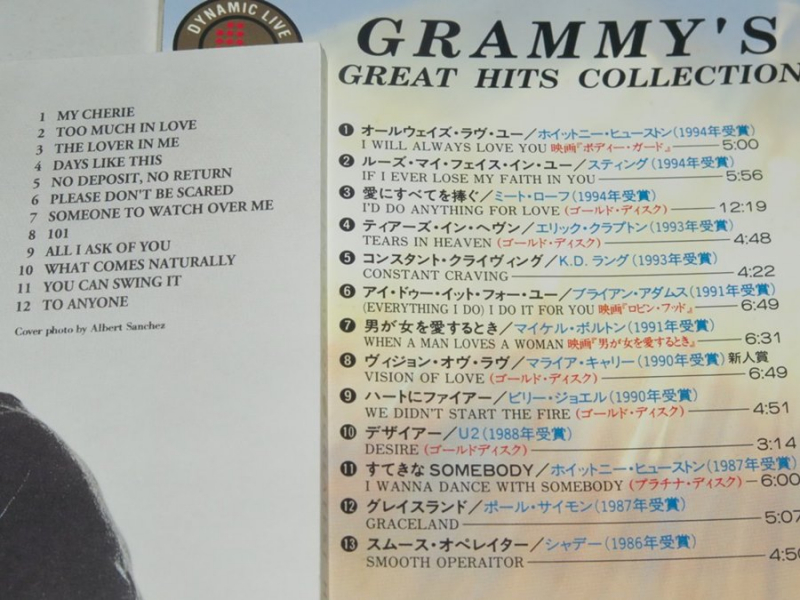 1 MY CHERIE
2 TOO MUCH IN LOVE
3 THE LOVER IN ME
4 DAYS LIKE THIS
5 NO DEPOSIT, NO RETURN
6 PLEASE DON'T BE SCARED
7 SOMEONE TO WATCH OVER ME
8 101
9 ALL I ASK OF YOU
10 WHAT COMES NATURALLY
11 YOU CAN SWING IT
12 TO ANYONE
Cover photo by Albert Sanchez
DYNAMIC LIVE
GRAMMY'S
GREAT HITS COLLECTION
❶ オールウェイズ・ラヴ・ユー/ホイットニー・ヒューストン(1994年受賞)
I WILL ALWAYS LOVE YOU 映画『ボディー・ガード』 5:00
❷ ルーズ・マイ・フェイス・イン・ユー/スティング(1994年受賞)
IF I EVER LOSE MY FAITH IN YOU 5:56
❸ 愛にすべてを捧ぐ/ミート・ローフ(1994年受賞)
I'D DO ANYTHING FOR LOVE (ゴールド・ディスク) 12:19
❹ ティアーズ・イン・ヘヴン/エリック・クラプトン(1993年受賞)
TEARS IN HEAVEN (ゴールド・ディスク) 4:48
❺ コンスタント・クライヴィング/K.D. ラング(1993年受賞)
CONSTANT CRAVING 4:22
❻ アイ・ドゥー・イット・フォー・ユー/ブライアン・アダムス(1991年受賞)
(EVERYTHING I DO) I DO IT FOR YOU 映画『ロビン・フッド』 6:49
❼ 男が女を愛するとき/マイケル・ボルトン(1991年受賞)
WHEN A MAN LOVES A WOMAN 映画『男が女を愛するとき』 6:31
❽ ヴィジョン・オヴ・ラヴ/マライア・キャリー(1990年受賞)新人賞
VISION OF LOVE (ゴールド・ディスク) 6:49
❾ ハートにファイアー/ビリー・ジョエル(1990年受賞)
WE DIDN'T START THE FIRE (ゴールド・ディスク) 4:51
❿ デザイアー/U2(1988年受賞)
DESIRE (ゴールドディスク) 3:14
⓫ すてきなSOMEBODY/ホイットニー・ヒューストン(1987年受賞)
I WANNA DANCE WITH SOMEBODY (プラチナ・ディスク) 6:00
⓬ グレイスランド/ポール・サイモン(1987年受賞)
GRACELAND 5:07
⓭ スムース・オペレイター/シャデー(1986年受賞)
SMOOTH OPERAITOR 4:50